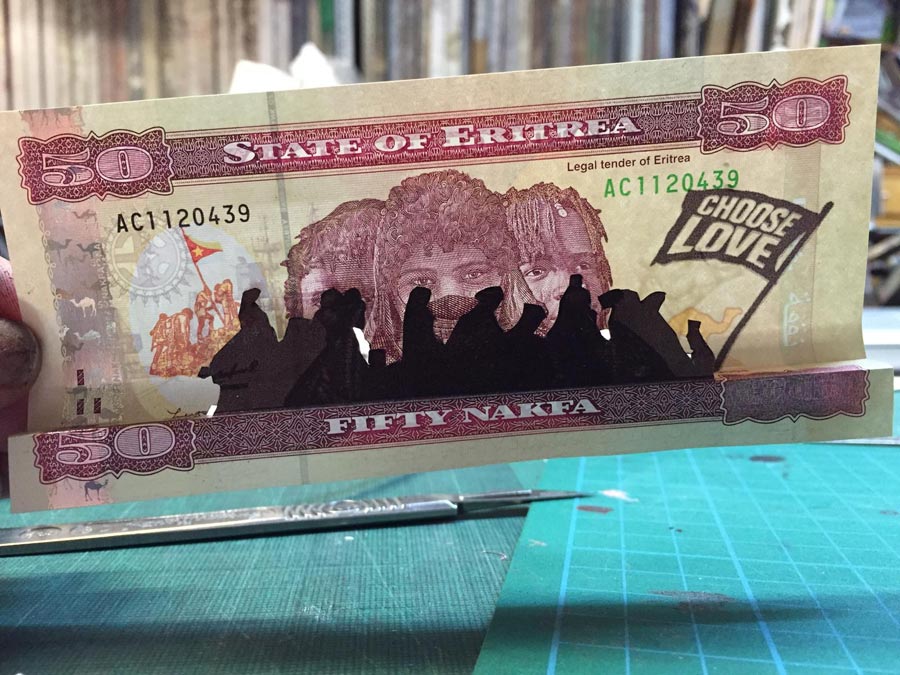 50
STATE OF ERITREA
50
Legal tender of Eritrea
AC1120439
AC1120439
CHOOSE
LOVE
50
FIFTY NAKFA